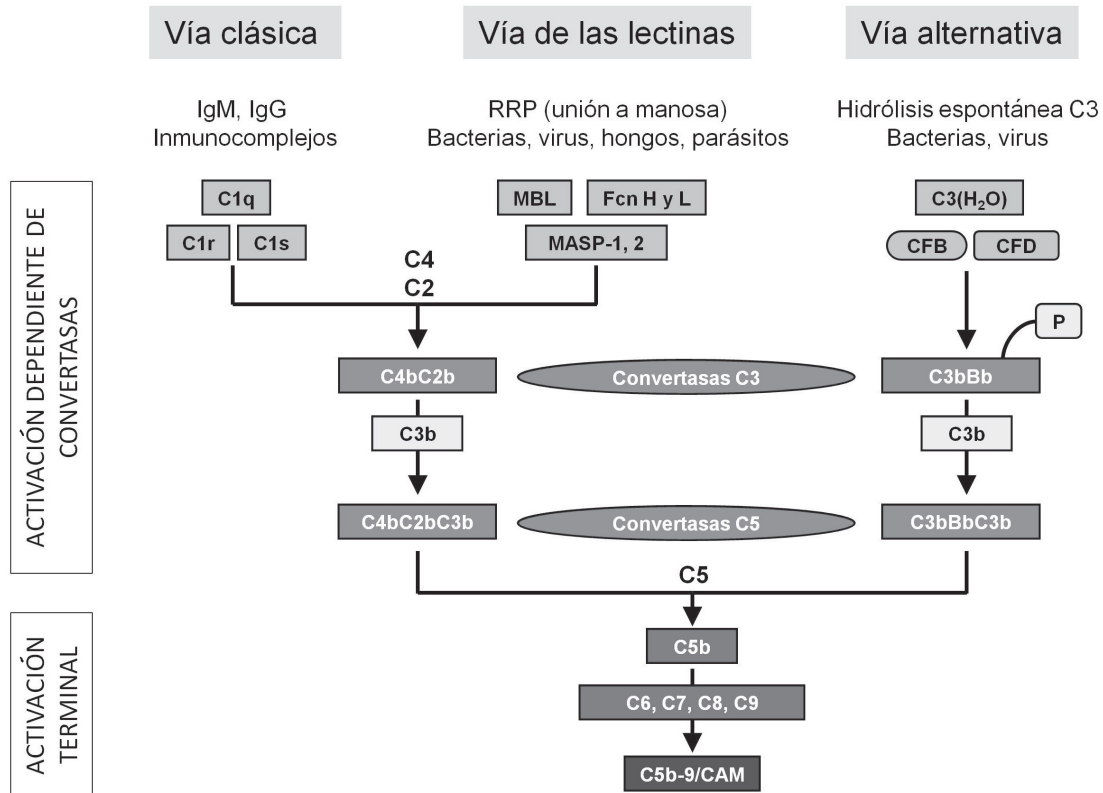 Vía clásica
Vía de las lectinas
Vía alternativa
IgM, IgG
Inmunocomplejos
RRP (unión a manosa)
Bacterias, virus, hongos, parásitos
Hidrólisis espontánea C3
Bacterias, virus
ACTIVACIÓN DEPENDIENTE DE
CONVERTASAS
C1q
C1r
C1s
MBL
Fcn H y L
MASP-1, 2
C3(H₂O)
CFB
CFD
C4
C2
P
C4bC2b
Convertasas C3
C3bBb
C3b
C3b
C4bC2bC3b
Convertasas C5
C3bBbC3b
C5
ACTIVACIÓN
TERMINAL
C5b
C6, C7, C8, C9
C5b-9/CAM